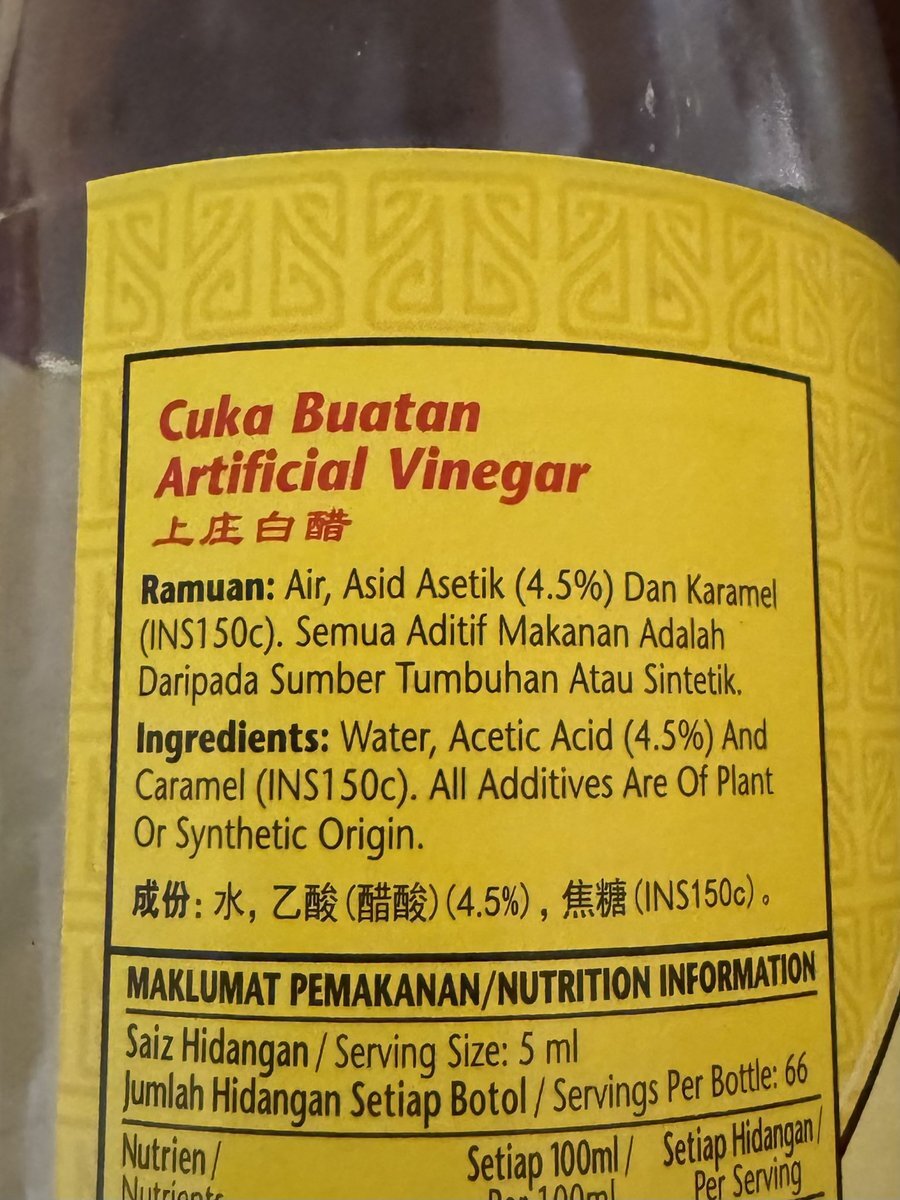 Cuka Buatan
Artificial Vinegar
上庄白醋
Ramuan: Air, Asid Asetik (4.5%) Dan Karamel
(INS150c). Semua Aditif Makanan Adalah
Daripada Sumber Tumbuhan Atau Sintetik.
Ingredients: Water, Acetic Acid (4.5%) And
Caramel (INS150c). All Additives Are Of Plant
Or Synthetic Origin.
成份: 水, 乙酸(醋酸)(4.5%), 焦糖(INS150c)。
MAKLUMAT PEMAKANAN/NUTRITION INFORMATION
Saiz Hidangan / Serving Size: 5 ml
Jumlah Hidangan Setiap Botol / Servings Per Bottle: 66
Nutrien / Setiap 100ml / Setiap Hidangan /
Nutrients Per 100ml Per Serving